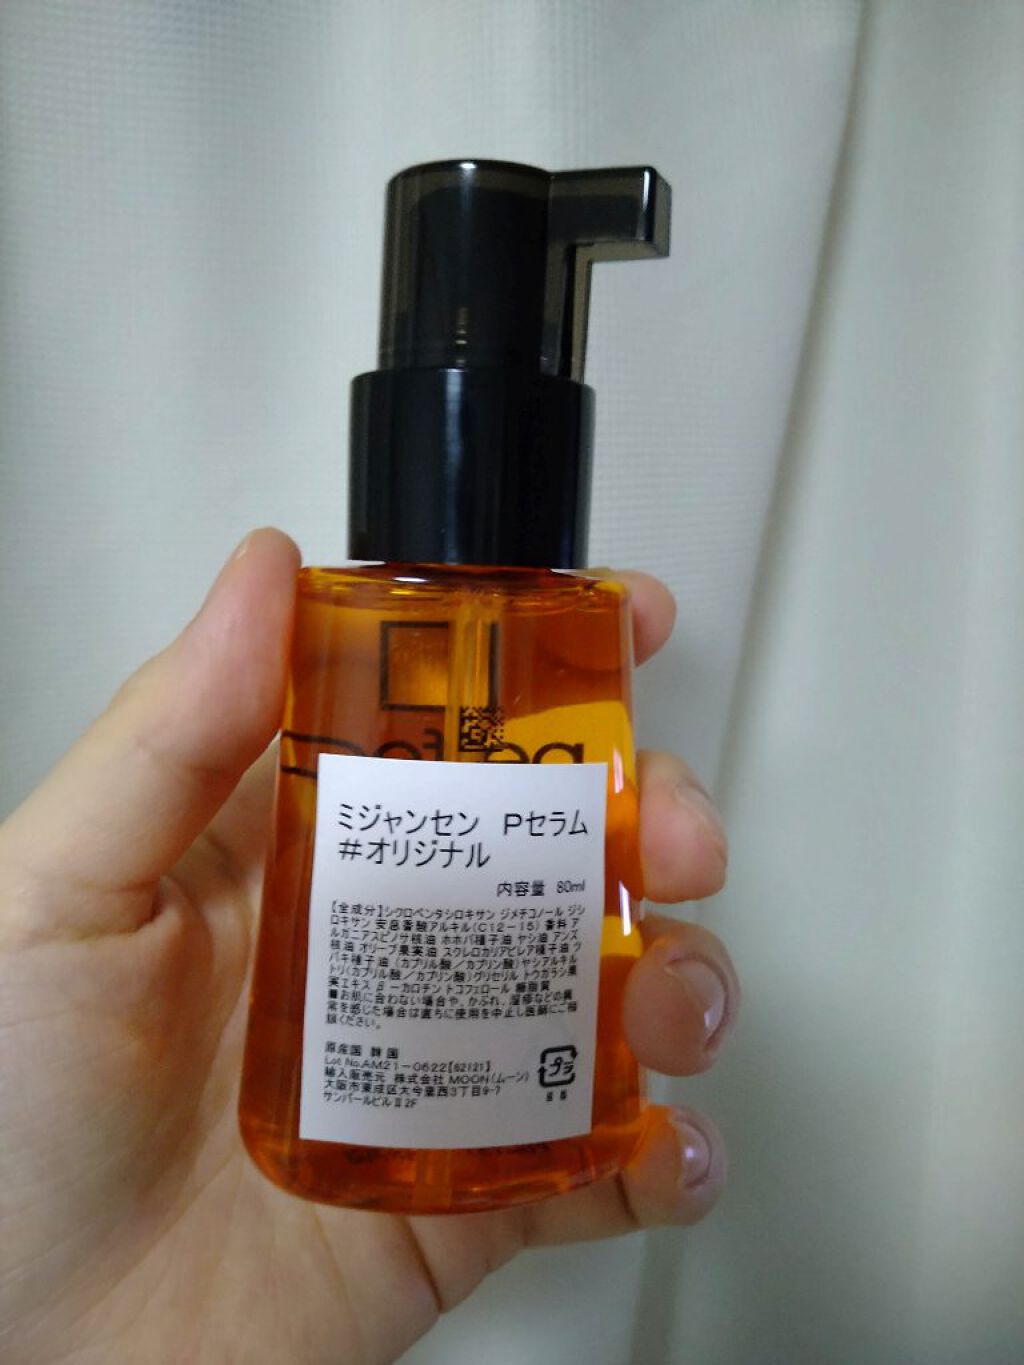 ミジャンセン Pセラム
#オリジナル
内容量 80ml
【全成分】シクロペンタシロキサン ジメチコノール ジシ
ロキサン 安息香酸アルキル(C12-15) 香料 ア
ルガニアスピノサ核油 ホホバ種子油 ヤシ油 アンズ
核油 オリーブ果実油 スクレロカリアビレア種子油 ツ
バキ種子油 (カプリル酸/カプリン酸)ヤシアルキル
トリ(カプリル酸/カプリン酸)グリセリル トウガラシ果
実エキス β-カロチン トコフェロール 糖脂質
■お肌に合わない場合や、かぶれ、湿疹などの異
常を感じた場合は直ちに使用を中止し医師にご相
談ください。
原産国 韓国
Lot No.AM21-0622[62121]
輸入販売元 株式会社 MOON(ムーン)
大阪市東成区大今里西3丁目9-7
サンパールビルⅡ2F
プラ